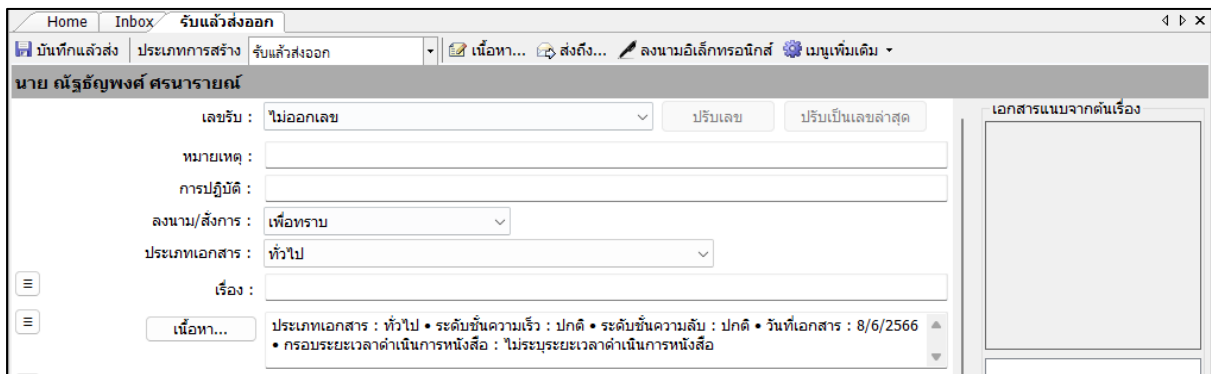 Home Inbox รับแล้วส่งออก
บันทึกแล้วส่ง ประเภทการสร้าง รับแล้วส่งออก เนื้อหา... ส่งถึง... ลงนามอิเล็กทรอนิกส์ เมนูเพิ่มเติม
นาย ณัฐธัญพงศ์ ศรนารายณ์
เลขรับ : ไม่ออกเลข ปรับเลข ปรับเป็นเลขล่าสุด
เอกสารแนบจากต้นเรื่อง
หมายเหตุ :
การปฏิบัติ :
ลงนาม/สั่งการ : เพื่อทราบ
ประเภทเอกสาร : ทั่วไป
เรื่อง :
เนื้อหา... ประเภทเอกสาร : ทั่วไป • ระดับชั้นความเร็ว : ปกติ • ระดับชั้นความลับ : ปกติ • วันที่เอกสาร : 8/6/2566
• กรอบระยะเวลาดำเนินการหนังสือ : ไม่ระบุระยะเวลาดำเนินการหนังสือ